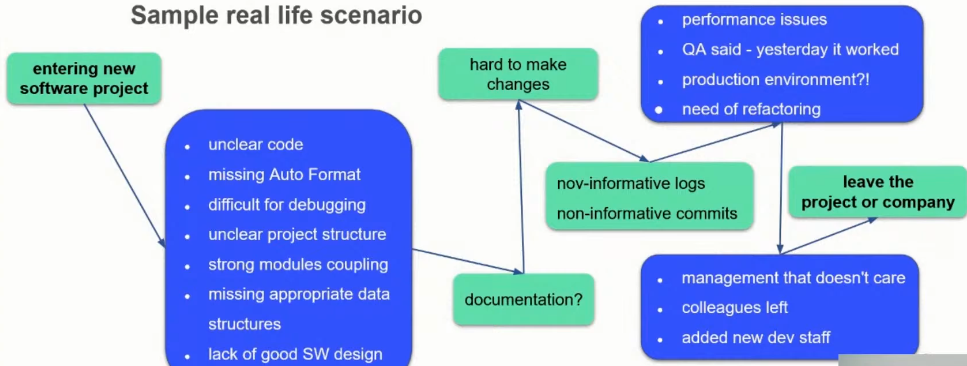 Sample real life scenario
entering new
software project
unclear code
missing Auto Format
difficult for debugging
unclear project structure
strong modules coupling
missing appropriate data
structures
lack of good SW design
documentation?
hard to make
changes
nov-informative logs
non-informative commits
performance issues
QA said - yesterday it worked
production environment?!
need of refactoring
management that doesn't care
colleagues left
added new dev staff
leave the
project or company